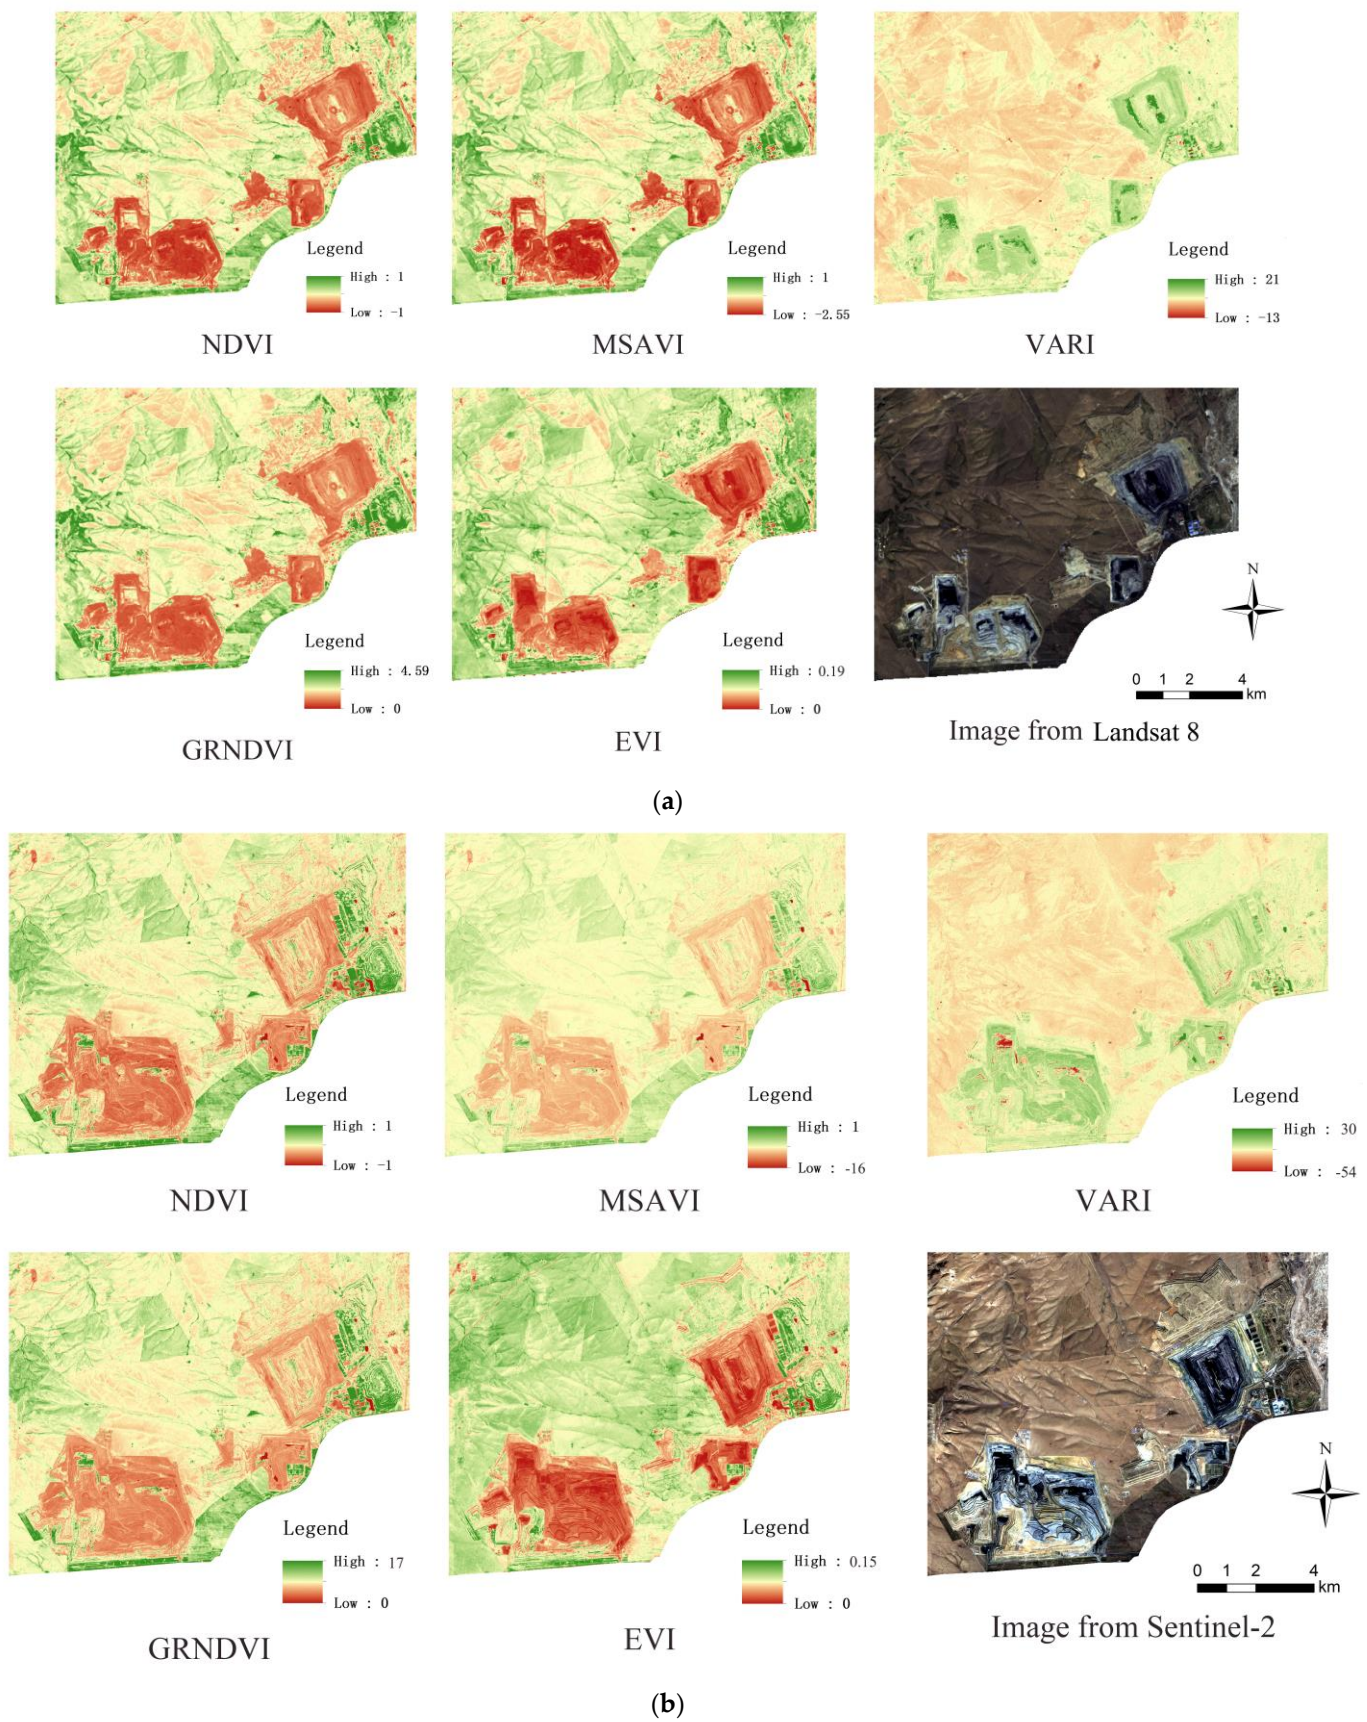 Legend
High : 1
Low : -1
NDVI
Legend
High : 1
Low : -2.55
MSAVI
Legend
High : 21
Low : -13
VARI
Legend
High : 4.59
Low : 0
GRNDVI
Legend
High : 0.19
Low : 0
EVI
N
0 1 2 4
km
Image from Landsat 8
(a)
Legend
High : 1
Low : -1
NDVI
Legend
High : 1
Low : -16
MSAVI
Legend
High : 30
Low : -54
VARI
Legend
High : 17
Low : 0
GRNDVI
Legend
High : 0.15
Low : 0
EVI
N
0 1 2 4
km
Image from Sentinel-2
(b)